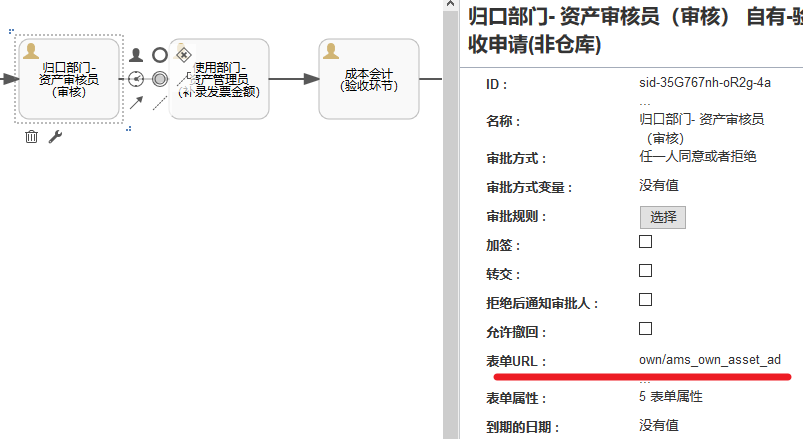 归口部门-
资产审核员
(审核)
使用部门-
资产管理员
(补录发票金额)
成本会计
(验收环节)
归口部门- 资产审核员（审核） 自有-验
收申请(非仓库)
ID： sid-35G767nh-oR2g-4a
...
名称： 归口部门- 资产审核员
（审核）
审批方式： 任一人同意或者拒绝
审批方式变量： 没有值
审批规则： 选择
加签：
转交：
拒绝后通知审批人：
允许撤回：
表单URL： own/ams_own_asset_ad
...
表单属性： 5 表单属性
到期的日期： 没有值